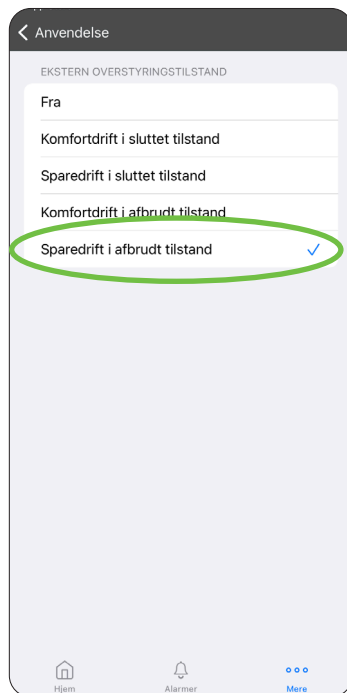 Anvendelse
EKSTERN OVERSTYRINGSTILSTAND
Fra
Komfortdrift i sluttet tilstand
Sparedrift i sluttet tilstand
Komfortdrift i afbrudt tilstand
Sparedrift i afbrudt tilstand
Hjem Alarmer Mere